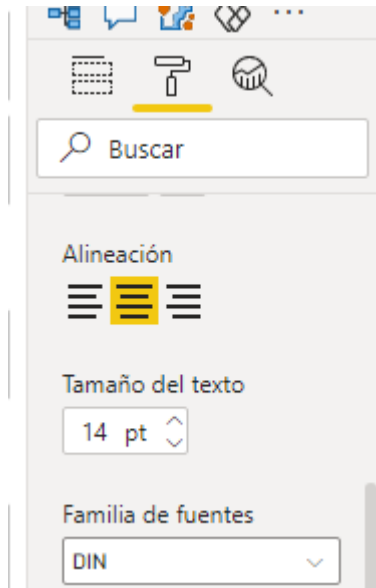 Buscar
Alineación
Tamaño del texto
14 pt
Familia de fuentes
DIN